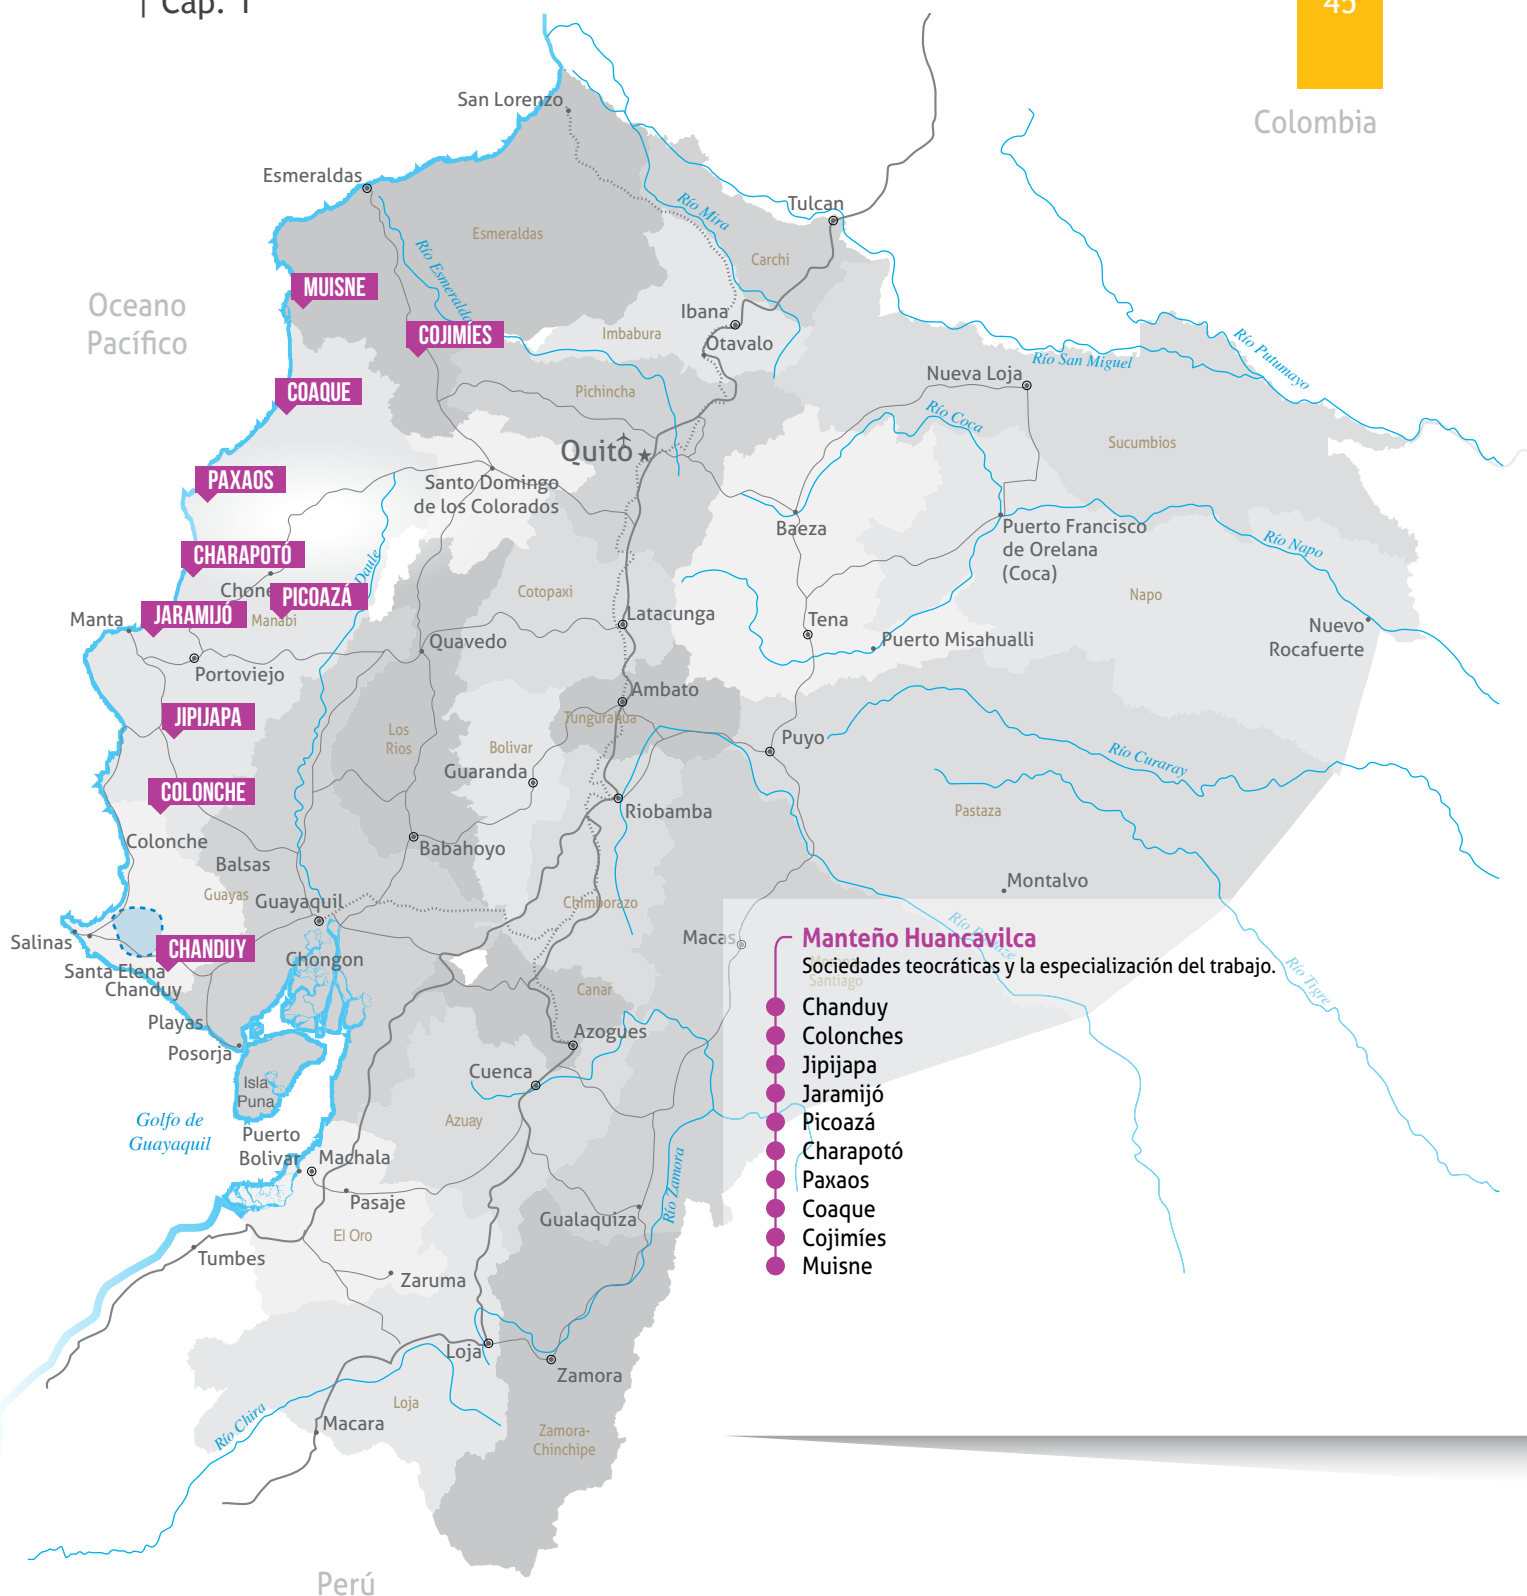 | Cap. 1
45
Colombia
San Lorenzo
Esmeraldas
Tulcan
Río Mira
Esmeraldas
Río Esmeraldas
Carchi
MUISNE
Oceano
Pacífico
Ibana
Imbabura
Otavalo
COJIMÍES
Río San Miguel
Río Putumayo
Nueva Loja
COAQUE
Pichincha
Río Coca
Sucumbios
Quito
PAXAOS
Santo Domingo
de los Colorados
Baeza
Puerto Francisco
de Orelana
(Coca)
Río Napo
CHARAPOTÓ
Daule
Chone
PICOAZÁ
Cotopaxi
Napo
Manta
JARAMIJÓ
Manabi
Latacunga
Tena
Nuevo
Rocafuerte
Quavedo
Puerto Misahualli
Portoviejo
Ambato
JIPIJAPA
Tungurahua
Los
Rios
Bolivar
Puyo
Río Curaray
Guaranda
COLONCHE
Riobamba
Pastaza
Colonche
Babahoyo
Balsas
Montalvo
Guayas
Guayaquil
Chimborazo
Salinas
CHANDUY
Macas
Manteño Huancavilca
Sociedades teocráticas y la especialización del trabajo.
Santiago
Río Tigre
Chongon
Santa Elena
Chanduy
Canar
Chanduy
Playas
Azogues
Colonches
Posorja
Jipijapa
Cuenca
Isla
Puna
Jaramijó
Golfo de
Guayaquil
Azuay
Picoazá
Puerto
Bolivar
Machala
Charapotó
Río Zamora
Paxaos
Pasaje
Gualaquiza
Coaque
El Oro
Cojimíes
Tumbes
Muisne
Zaruma
Loja
Zamora
Loja
Río Chira
Macara
Zamora-
Chinchipe
Perú